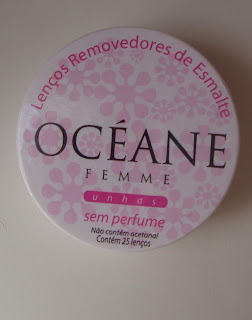 Lenços Removedores de Esmalte
OCÉANE
FEMME
unhas
sem perfume
Não contém acetona!
Contém 25 lenços